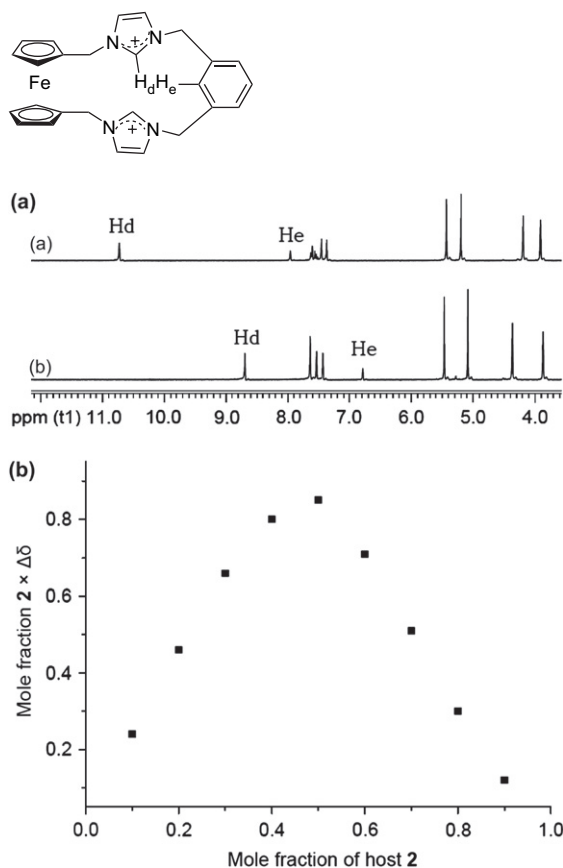 N
N
+
Fe
Hd He
N
N
+
(a)
Hd
He
(a)
Hd
He
(b)
ppm (t1) 11.0 10.0 9.0 8.0 7.0 6.0 5.0 4.0
(b)
0.8
0.6
0.4
0.2
Mole fraction 2 × Δδ
0.0 0.2 0.4 0.6 0.8 1.0
Mole fraction of host 2